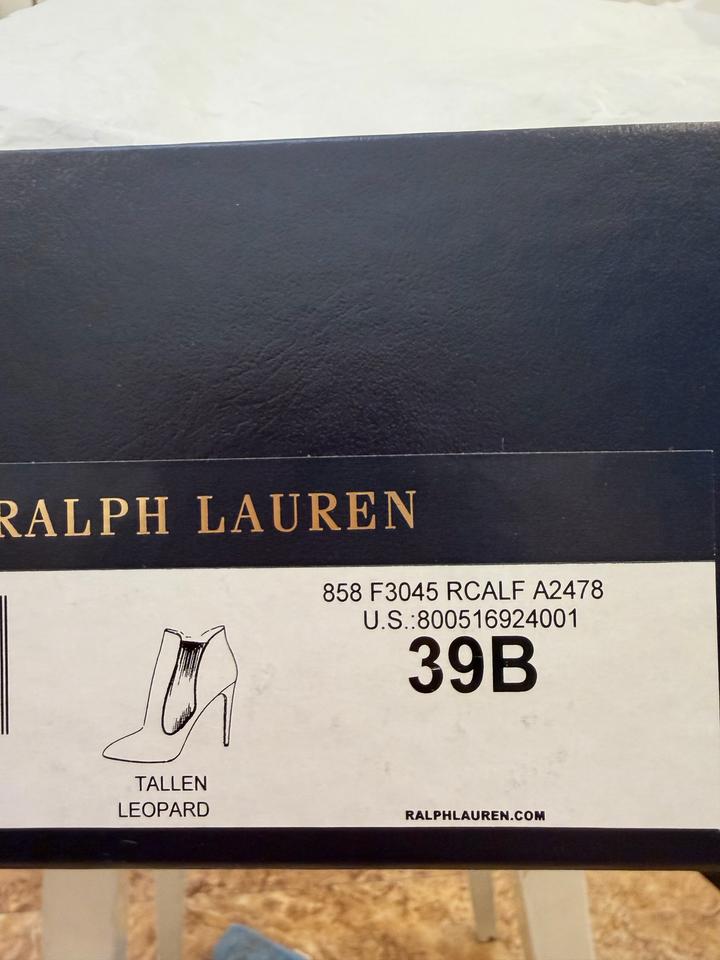 RALPH LAUREN
858 F3045 RCALF A2478
U.S.:800516924001
39B
TALLEN
LEOPARD
RALPHLAUREN.COM